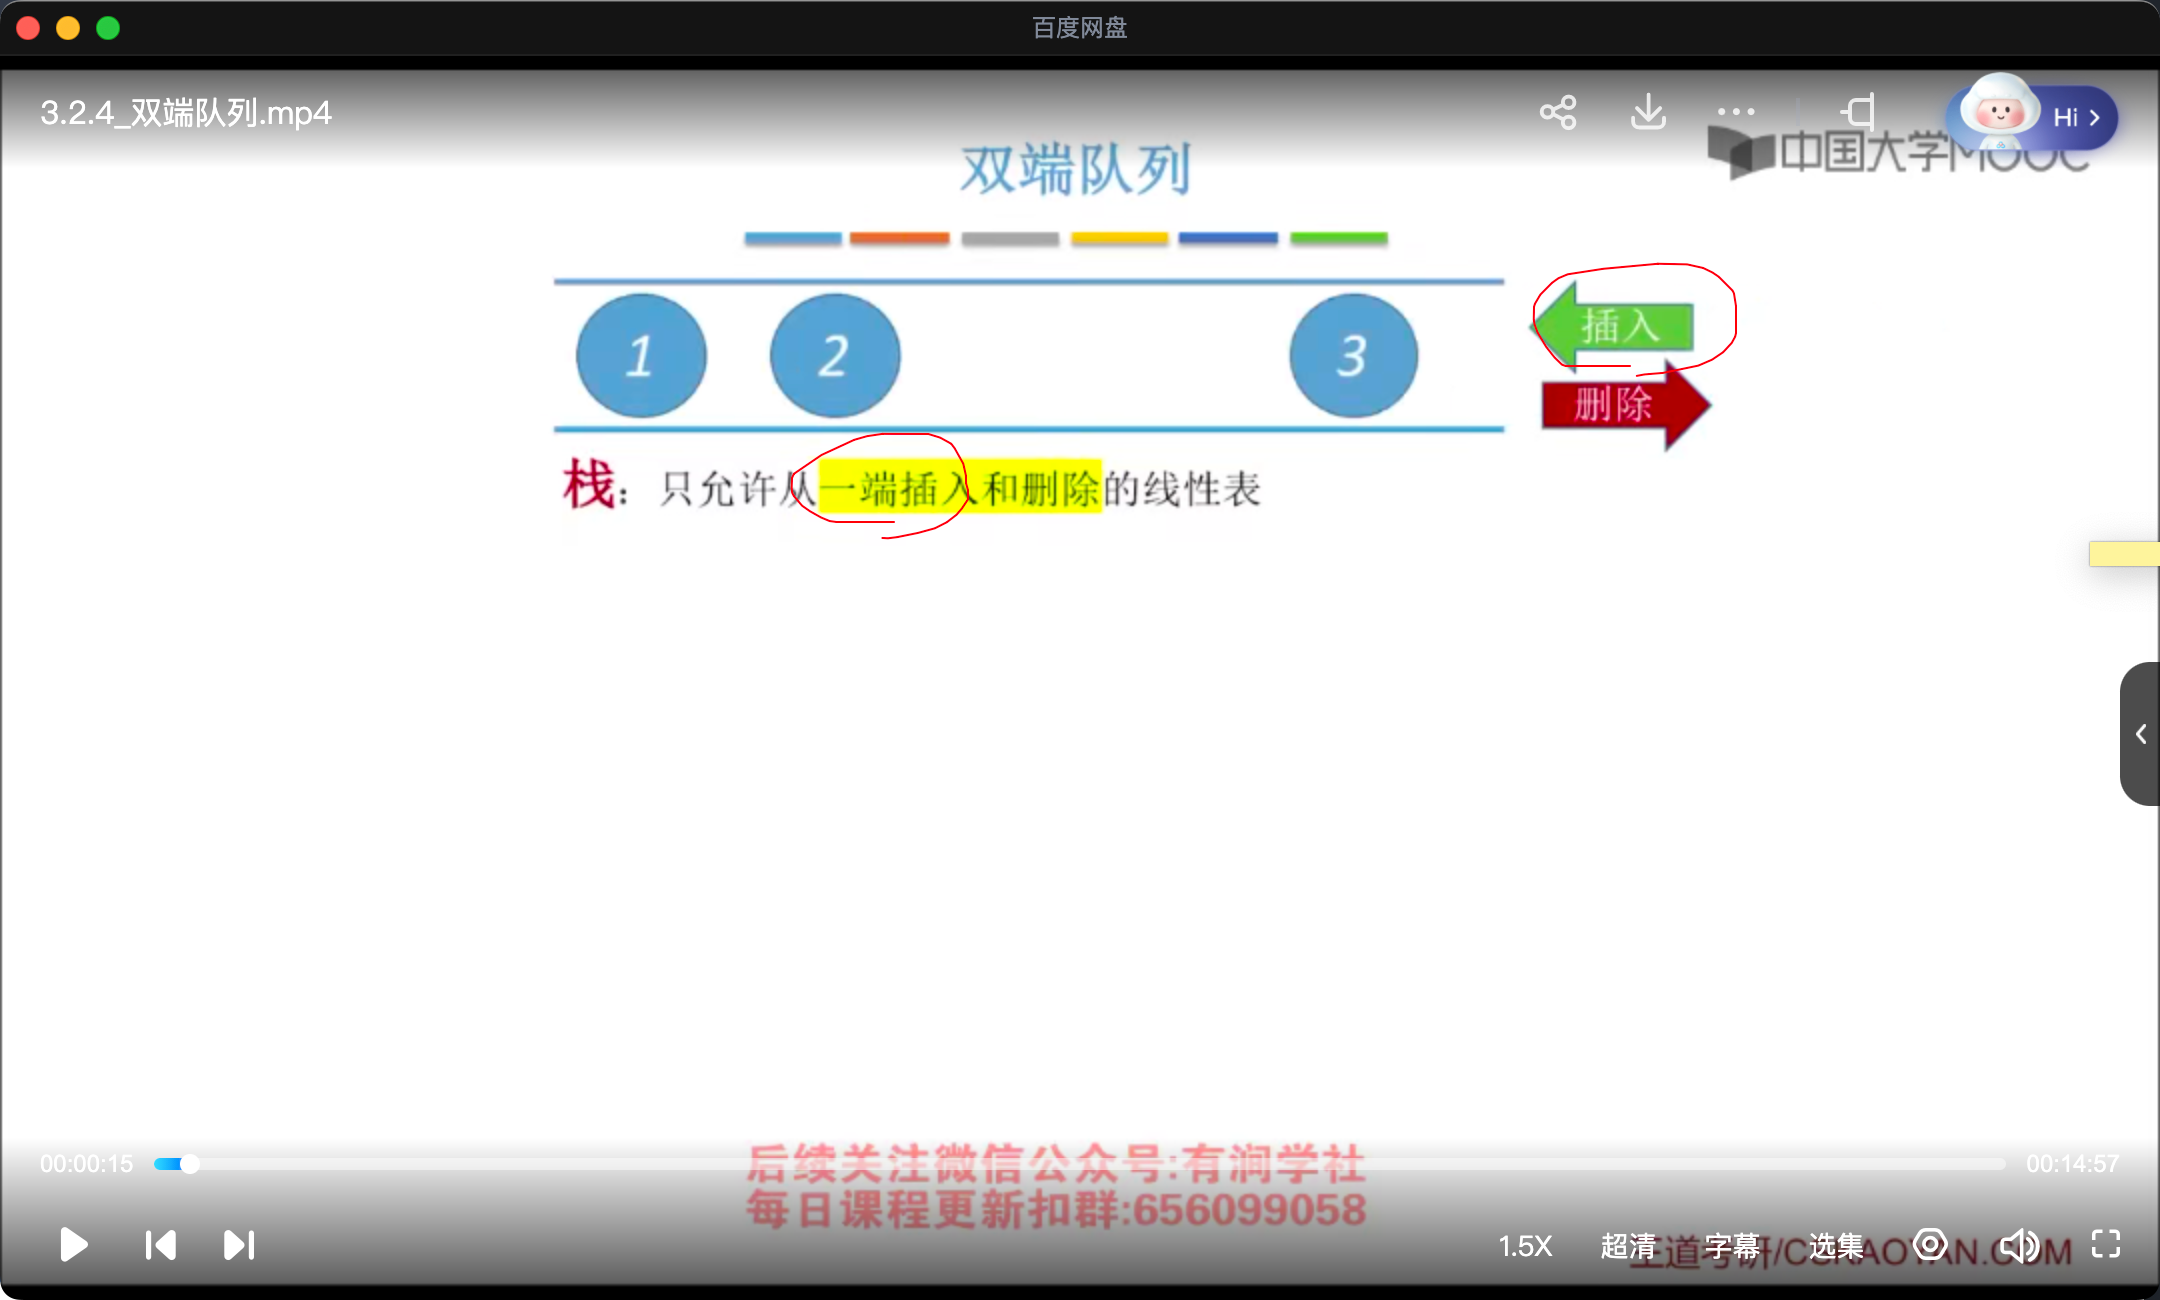 百度网盘
3.2.4_双端队列.mp4
Hi
中国大学MOOC
双端队列
1 2 3
插入
删除
栈：只允许从一端插入和删除的线性表
00:00:15
00:14:57
后续关注微信公众号:有涧学社
每日课程更新扣群:656099058
1.5X 超清 字幕 选集
王道考研/CSKAOYAN.COM